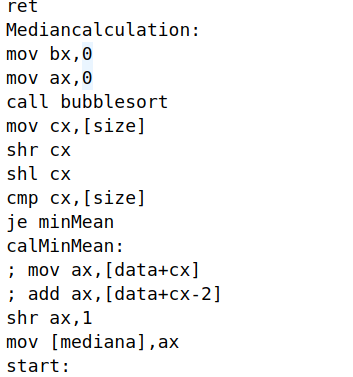 ret
Mediancalculation:
mov bx,0
mov ax,0
call bubblesort
mov cx,[size]
shr cx
shl cx
cmp cx,[size]
je minMean
calMinMean:
; mov ax,[data+cx]
; add ax,[data+cx-2]
shr ax,1
mov [mediana],ax
start: